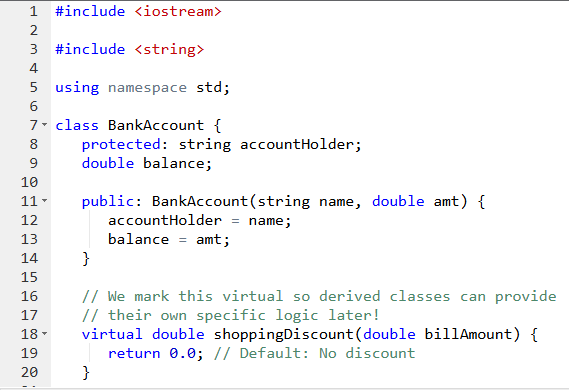 1 #include <iostream>
2
3 #include <string>
4
5 using namespace std;
6
7 class BankAccount {
8 protected: string accountHolder;
9 double balance;
10
11 public: BankAccount(string name, double amt) {
12 accountHolder = name;
13 balance = amt;
14 }
15
16 // We mark this virtual so derived classes can provide
17 // their own specific logic later!
18 virtual double shoppingDiscount(double billAmount) {
19 return 0.0; // Default: No discount
20 }